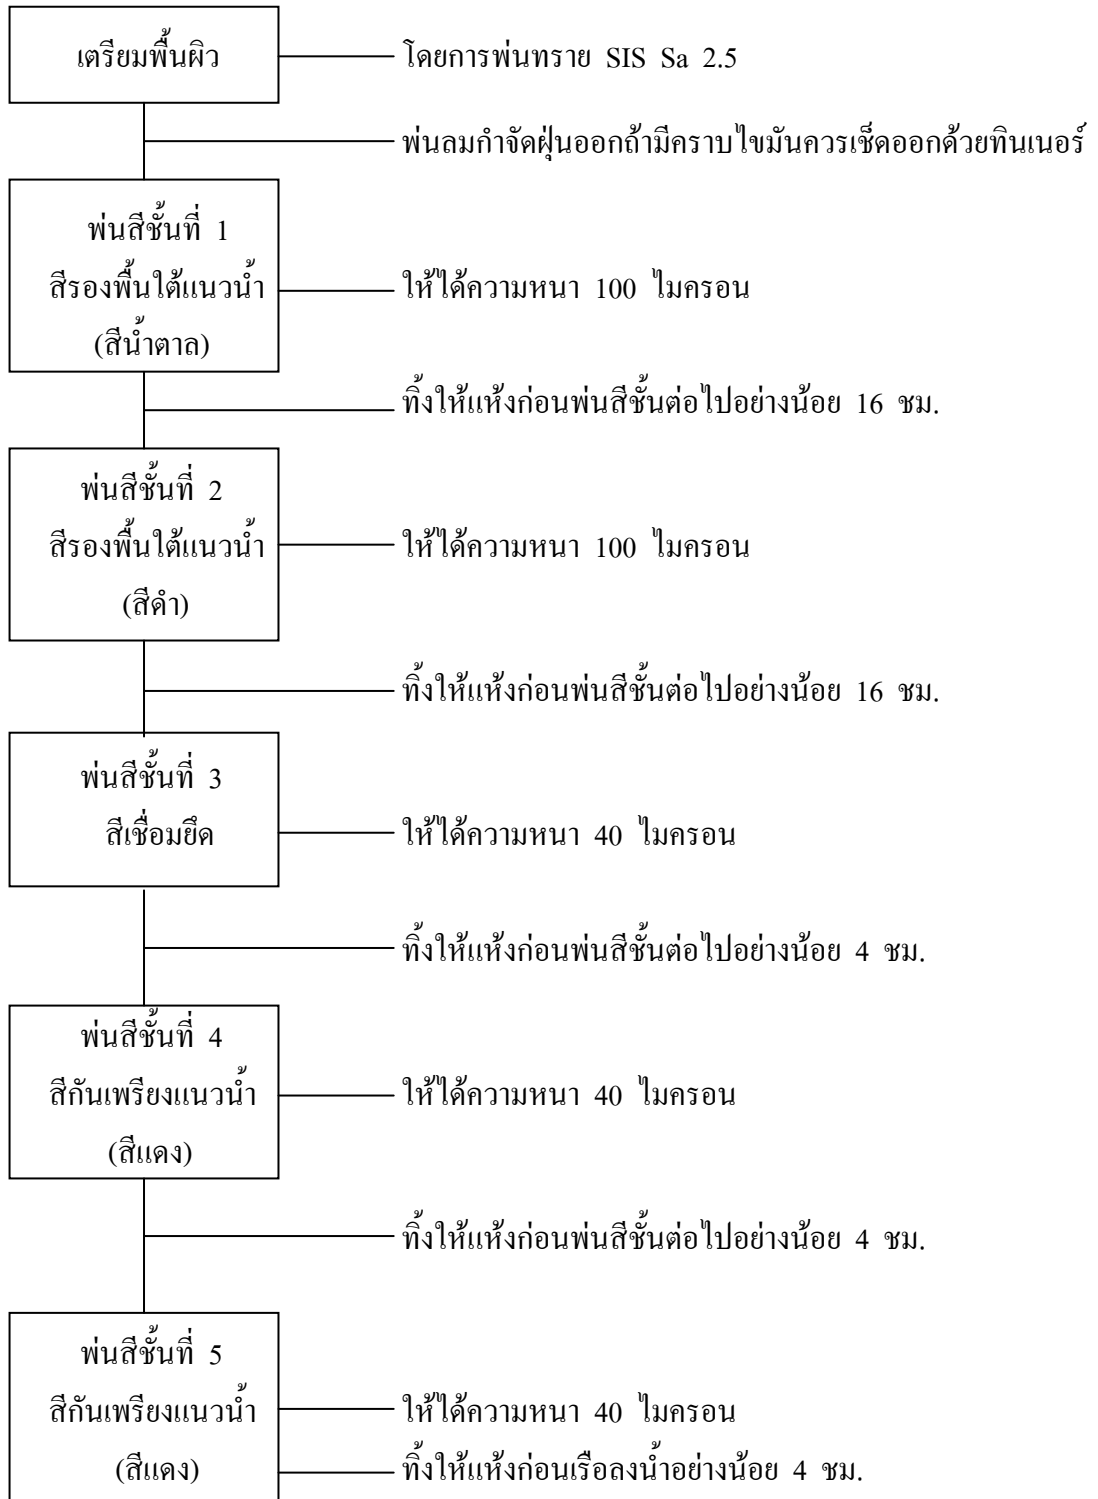 เตรียมพื้นผิว
โดยการพ่นทราย SIS Sa 2.5
พ่นลมกำจัดฝุ่นออกถ้ามีคราบไขมันควรเช็ดออกด้วยทินเนอร์
พ่นสีชั้นที่ 1
สีรองพื้นใต้แนวน้ำ
(สีน้ำตาล)
ให้ได้ความหนา 100 ไมครอน
ทิ้งให้แห้งก่อนพ่นสีชั้นต่อไปอย่างน้อย 16 ชม.
พ่นสีชั้นที่ 2
สีรองพื้นใต้แนวน้ำ
(สีดำ)
ให้ได้ความหนา 100 ไมครอน
ทิ้งให้แห้งก่อนพ่นสีชั้นต่อไปอย่างน้อย 16 ชม.
พ่นสีชั้นที่ 3
สีเชื่อมยึด
ให้ได้ความหนา 40 ไมครอน
ทิ้งให้แห้งก่อนพ่นสีชั้นต่อไปอย่างน้อย 4 ชม.
พ่นสีชั้นที่ 4
สีกันเพรียงแนวน้ำ
(สีแดง)
ให้ได้ความหนา 40 ไมครอน
ทิ้งให้แห้งก่อนพ่นสีชั้นต่อไปอย่างน้อย 4 ชม.
พ่นสีชั้นที่ 5
สีกันเพรียงแนวน้ำ
(สีแดง)
ให้ได้ความหนา 40 ไมครอน
ทิ้งให้แห้งก่อนเรือลงน้ำอย่างน้อย 4 ชม.